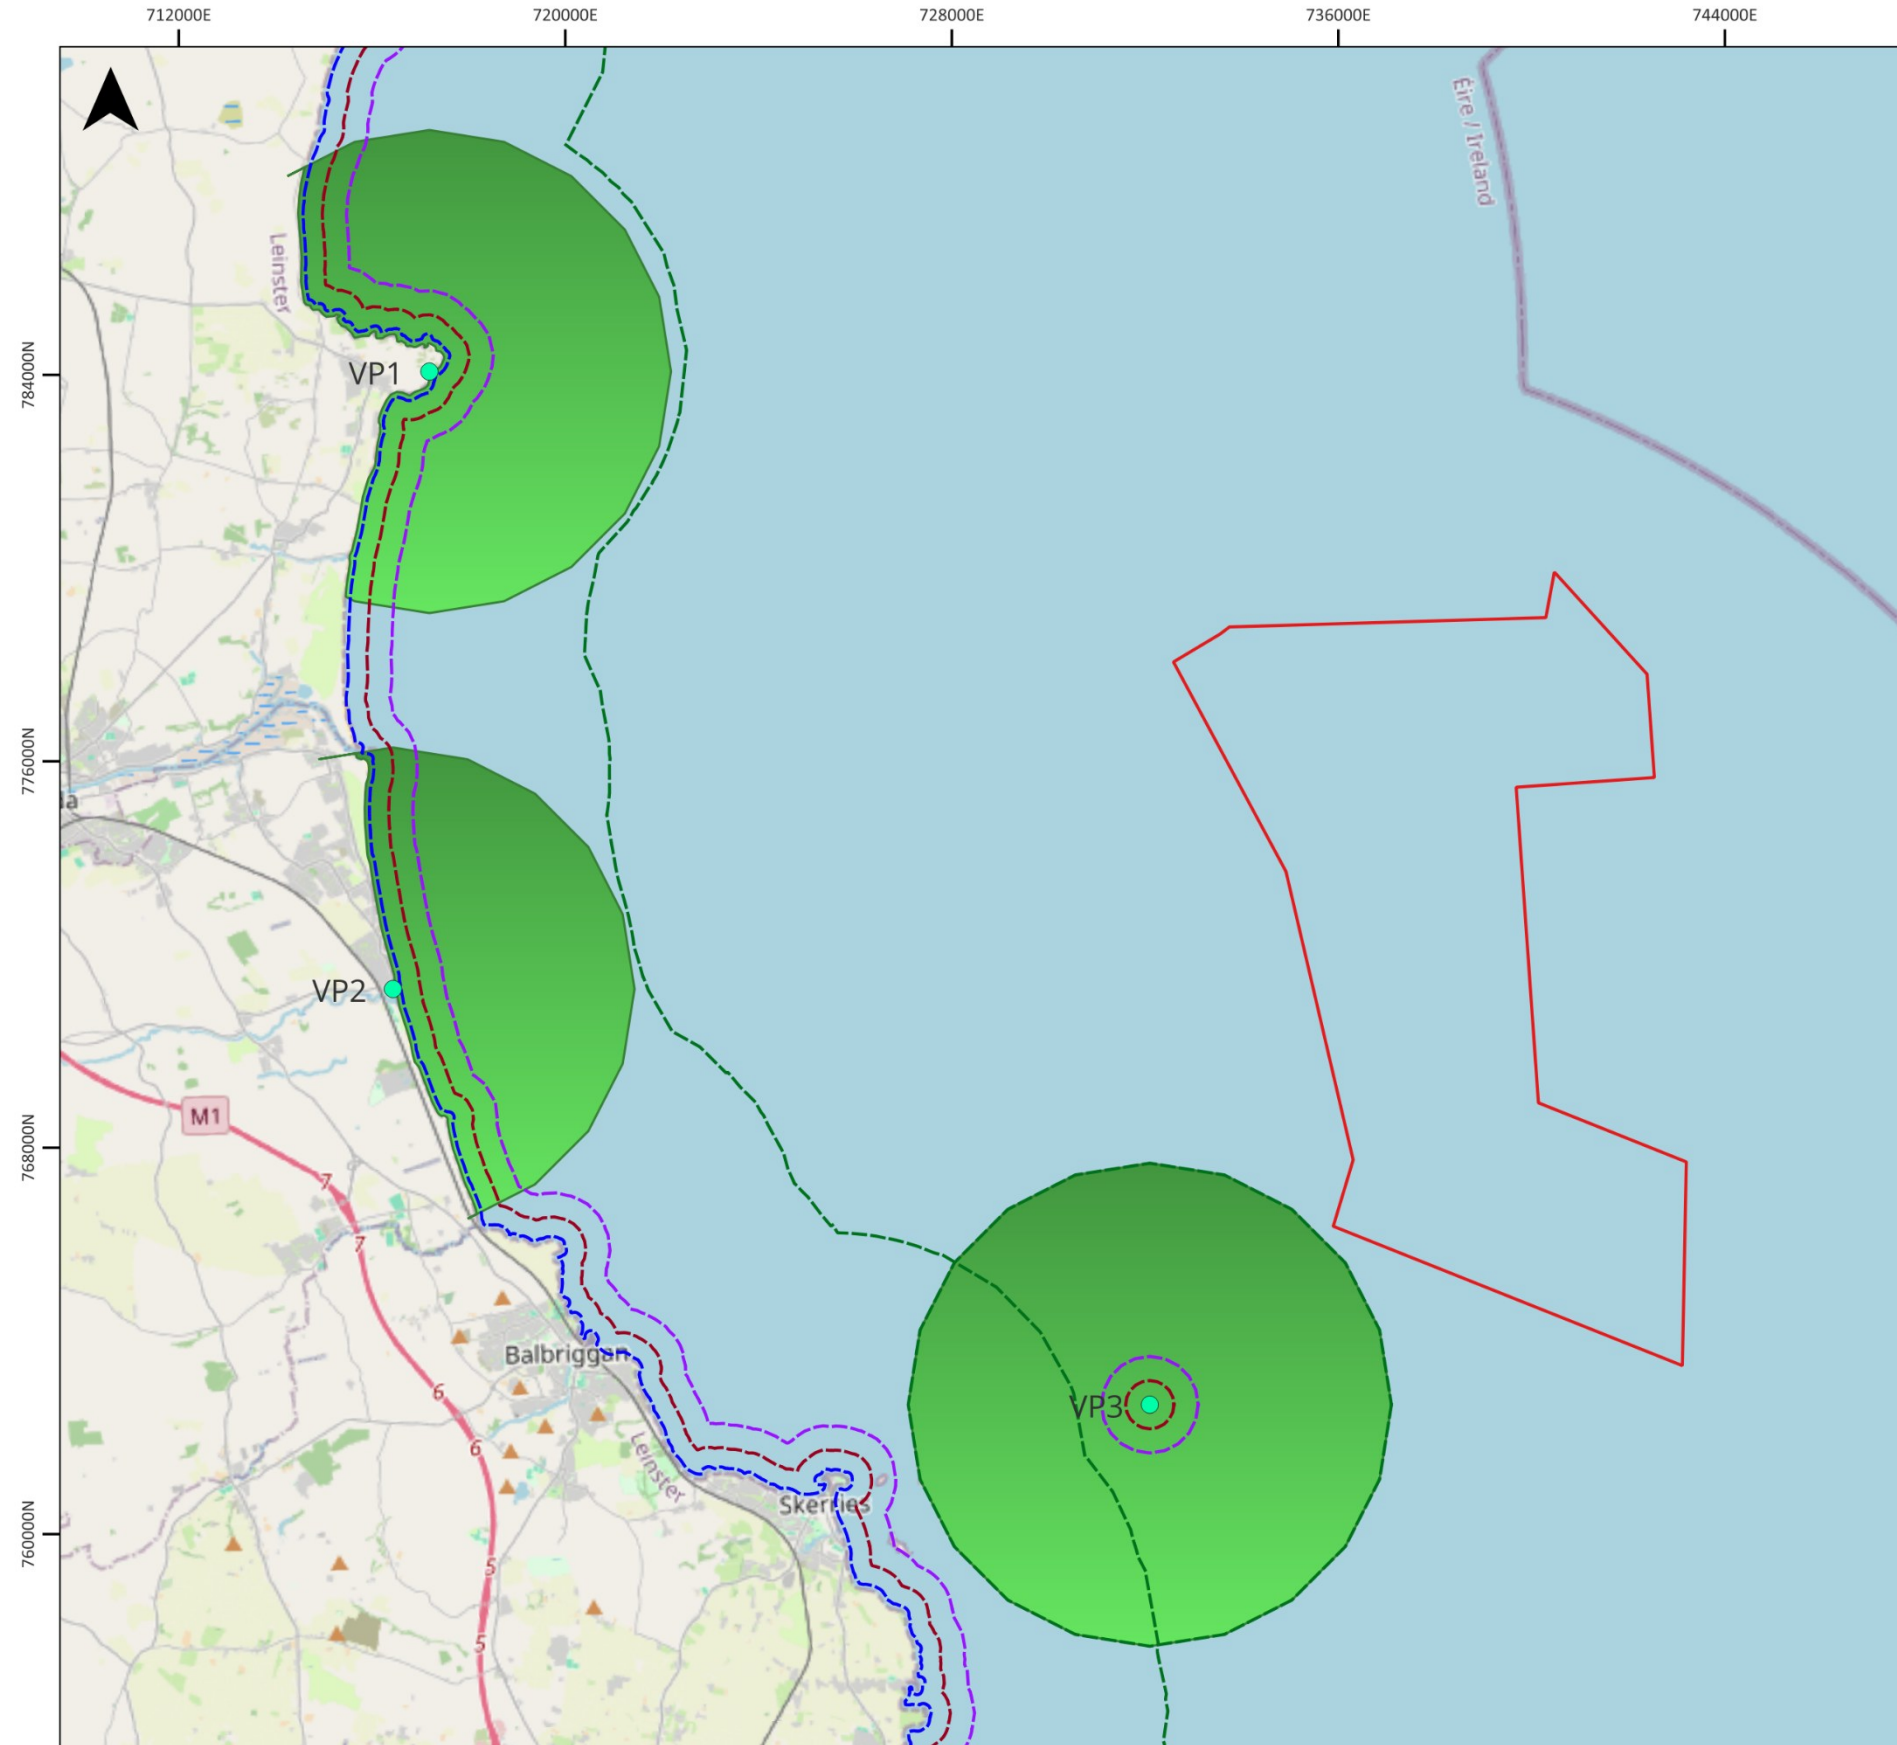 712000E 720000E 728000E 736000E 744000E
Éire / Ireland
Leinster
784000N
VP1
776000N
da
VP2
M1
768000N
7
7
Balbriggan
6
VP3
6
Leinster
Skerries
760000N
5
5